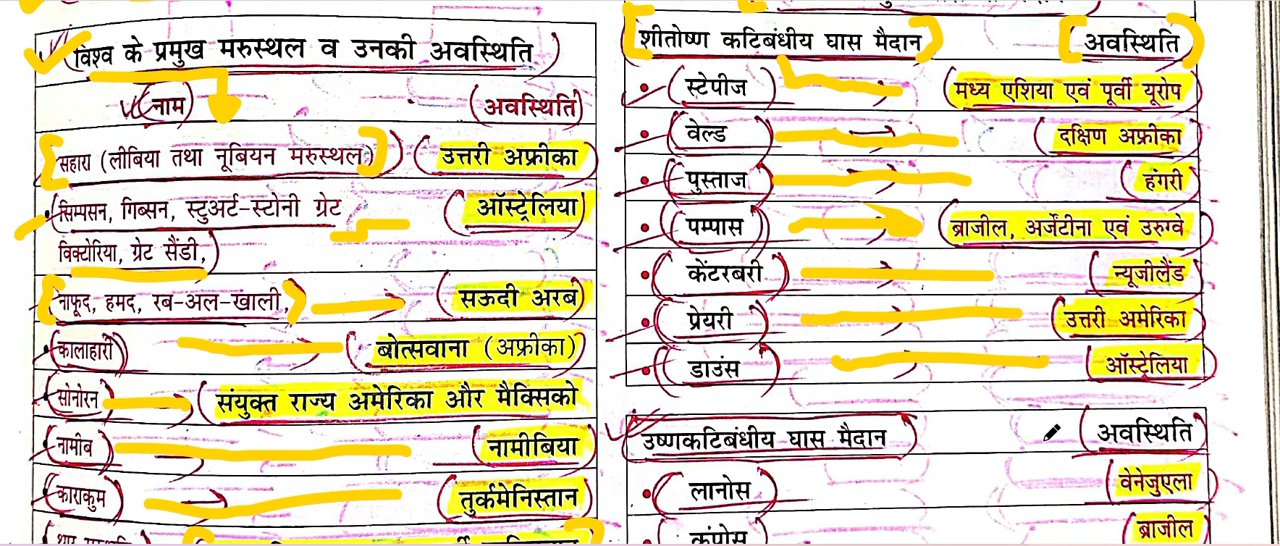 विश्व के प्रमुख मरुस्थल व उनकी अवस्थिति
नाम अवस्थिति
सहारा (लीबिया तथा नूबियन मरुस्थल) उत्तरी अफ्रीका
सिम्पसन, गिब्सन, स्टुअर्ट-स्टोनी ग्रेट ऑस्ट्रेलिया
विक्टोरिया, ग्रेट सैंडी,
नाफूद, हमद, रब-अल-खाली, सऊदी अरब
कालाहारी बोत्सवाना (अफ्रीका)
सोनोरन संयुक्त राज्य अमेरिका और मैक्सिको
नामीब नामीबिया
काराकुम तुर्कमेनिस्तान
शीतोष्ण कटिबंधीय घास मैदान अवस्थिति
• स्टेपीज मध्य एशिया एवं पूर्वी यूरोप
• वेल्ड दक्षिण अफ्रीका
• पुस्ताज हंगरी
• पम्पास ब्राजील, अर्जेंटीना एवं उरुग्वे
• केंटरबरी न्यूजीलैंड
• प्रेयरी उत्तरी अमेरिका
• डाउंस ऑस्ट्रेलिया
उष्णकटिबंधीय घास मैदान अवस्थिति
• लानोस वेनेजुएला
• कंपोस ब्राजील